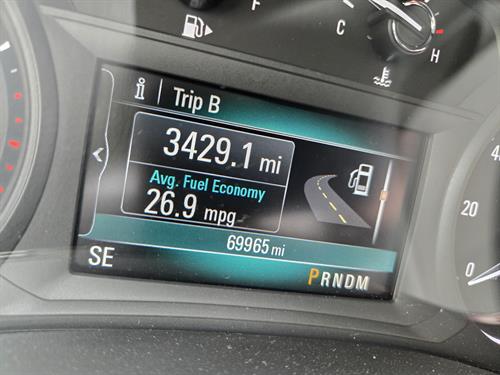 F C H
Trip B
3429.1 mi
Avg. Fuel Economy
26.9 mpg
69965 mi
SE PRNDM
20
0